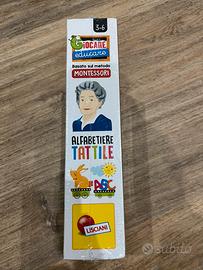 3-6
GIOCARE
educare
Basato sul metodo
MONTESSORI
ALFABETIERE
TATTILE
ABC
LISCIANI
subito